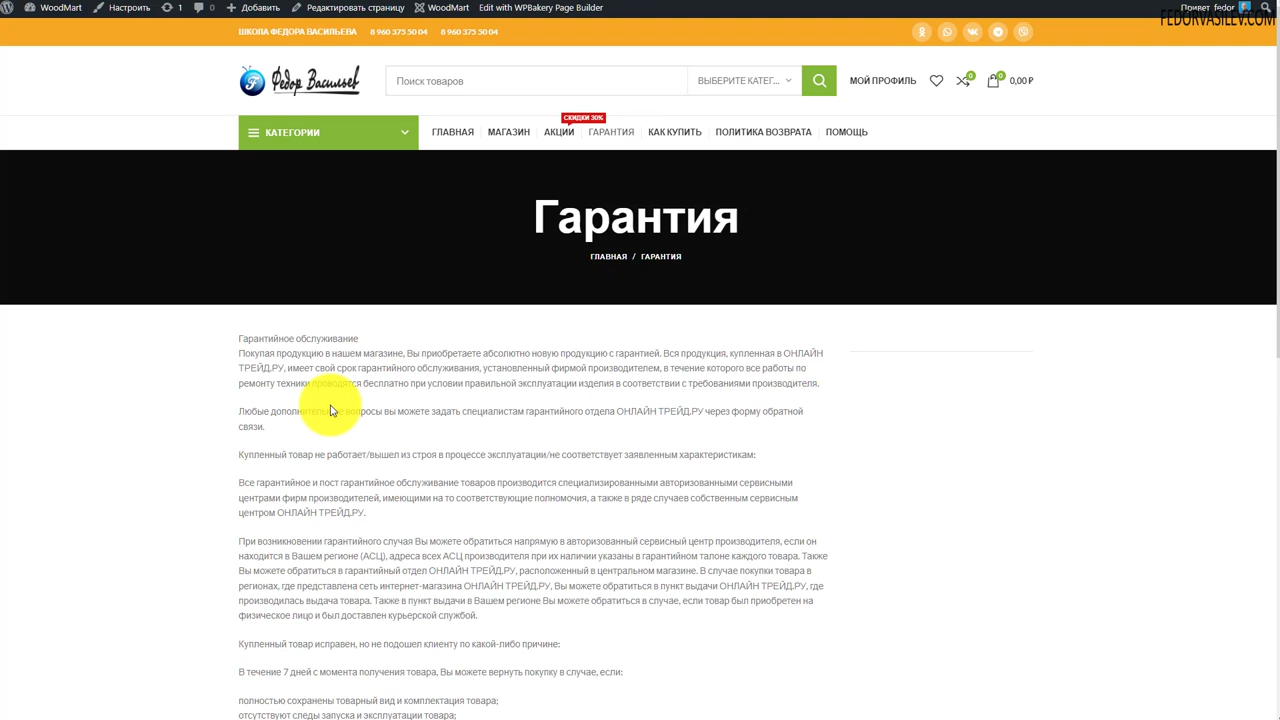 WoodMart Настроить 1 0 Добавить Редактировать страницу WoodMart Edit with WPBakery Page Builder Привет, fedor
FEDORVASILEV.COM
ШКОЛА ФЕДОРА ВАСИЛЬЕВА 8 960 375 50 04 8 960 375 50 04
Федор Васильев
Поиск товаров
ВЫБЕРИТЕ КАТЕГ...
МОЙ ПРОФИЛЬ
0
0
0,00 ₽
СКИДКИ 30%
КАТЕГОРИИ
ГЛАВНАЯ МАГАЗИН АКЦИИ ГАРАНТИЯ КАК КУПИТЬ ПОЛИТИКА ВОЗВРАТА ПОМОЩЬ
Гарантия
ГЛАВНАЯ / ГАРАНТИЯ
Гарантийное обслуживание
Покупая продукцию в нашем магазине, Вы приобретаете абсолютно новую продукцию с гарантией. Вся продукция, купленная в ОНЛАЙН
ТРЕЙД.РУ, имеет свой срок гарантийного обслуживания, установленный фирмой производителем, в течение которого все работы по
ремонту техники проводятся бесплатно при условии правильной эксплуатации изделия в соответствии с требованиями производителя.
Любые дополнительные вопросы вы можете задать специалистам гарантийного отдела ОНЛАЙН ТРЕЙД.РУ через форму обратной
связи.
Купленный товар не работает/вышел из строя в процессе эксплуатации/не соответствует заявленным характеристикам:
Все гарантийное и пост гарантийное обслуживание товаров производится специализированными авторизованными сервисными
центрами фирм производителей, имеющими на то соответствующие полномочия, а также в ряде случаев собственным сервисным
центром ОНЛАЙН ТРЕЙД.РУ.
При возникновении гарантийного случая Вы можете обратиться напрямую в авторизованный сервисный центр производителя, если он
находится в Вашем регионе (АСЦ), адреса всех АСЦ производителя при их наличии указаны в гарантийном талоне каждого товара. Также
Вы можете обратиться в гарантийный отдел ОНЛАЙН ТРЕЙД.РУ, расположенный в центральном магазине. В случае покупки товара в
регионах, где представлена сеть интернет-магазина ОНЛАЙН ТРЕЙД.РУ, Вы можете обратиться в пункт выдачи ОНЛАЙН ТРЕЙД.РУ, где
производилась выдача товара. Также в пункт выдачи в Вашем регионе Вы можете обратиться в случае, если товар был приобретен на
физическое лицо и был доставлен курьерской службой.
Купленный товар исправен, но не подошел клиенту по какой-либо причине:
В течение 7 дней с момента получения товара, Вы можете вернуть покупку в случае, если:
полностью сохранены товарный вид и комплектация товара;
отсутствуют следы запуска и эксплуатации товара;